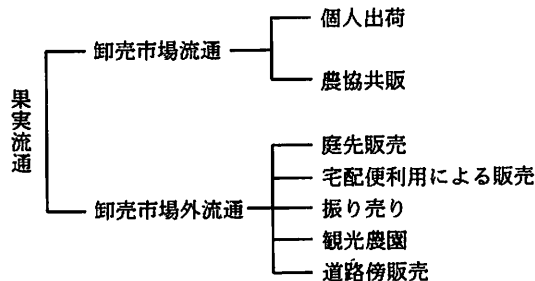 果実流通
卸売市場流通
個人出荷
農協共販
卸売市場外流通
庭先販売
宅配便利用による販売
振り売り
観光農園
道路傍販売